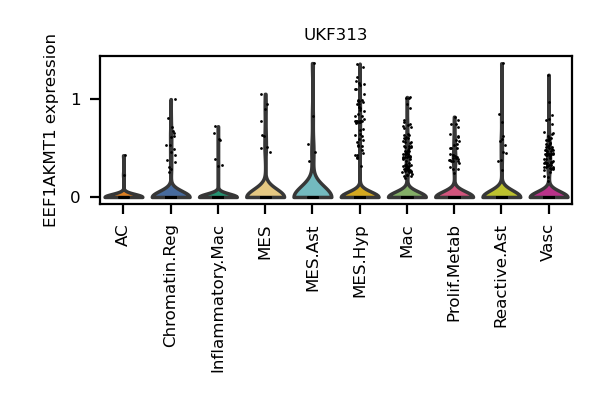 UKF313
EEF1AKMT1 expression
1
0
AC
Chromatin.Reg
Inflammatory.Mac
MES
MES.Ast
MES.Hyp
Mac
Prolif.Metab
Reactive.Ast
Vasc